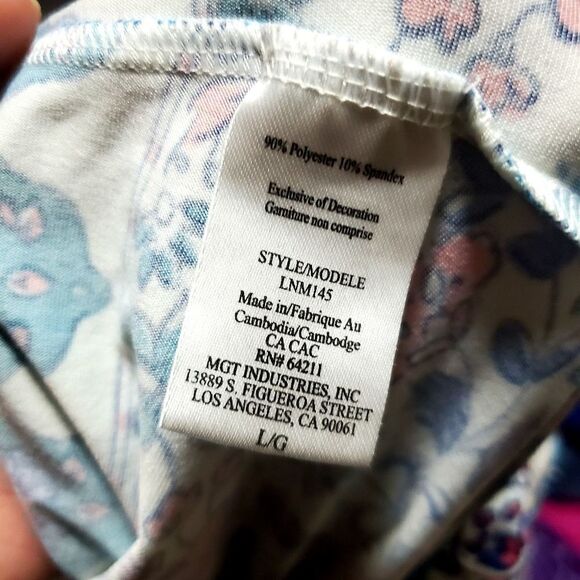 90% Polyester 10% Spandex
Exclusive of Decoration
Garniture non comprise
STYLE/MODELE
LNM145
Made in/Fabrique Au
Cambodia/Cambodge
CA CAC
RN# 64211
MGT INDUSTRIES, INC
13889 S. FIGUEROA STREET
LOS ANGELES, CA 90061
L/G